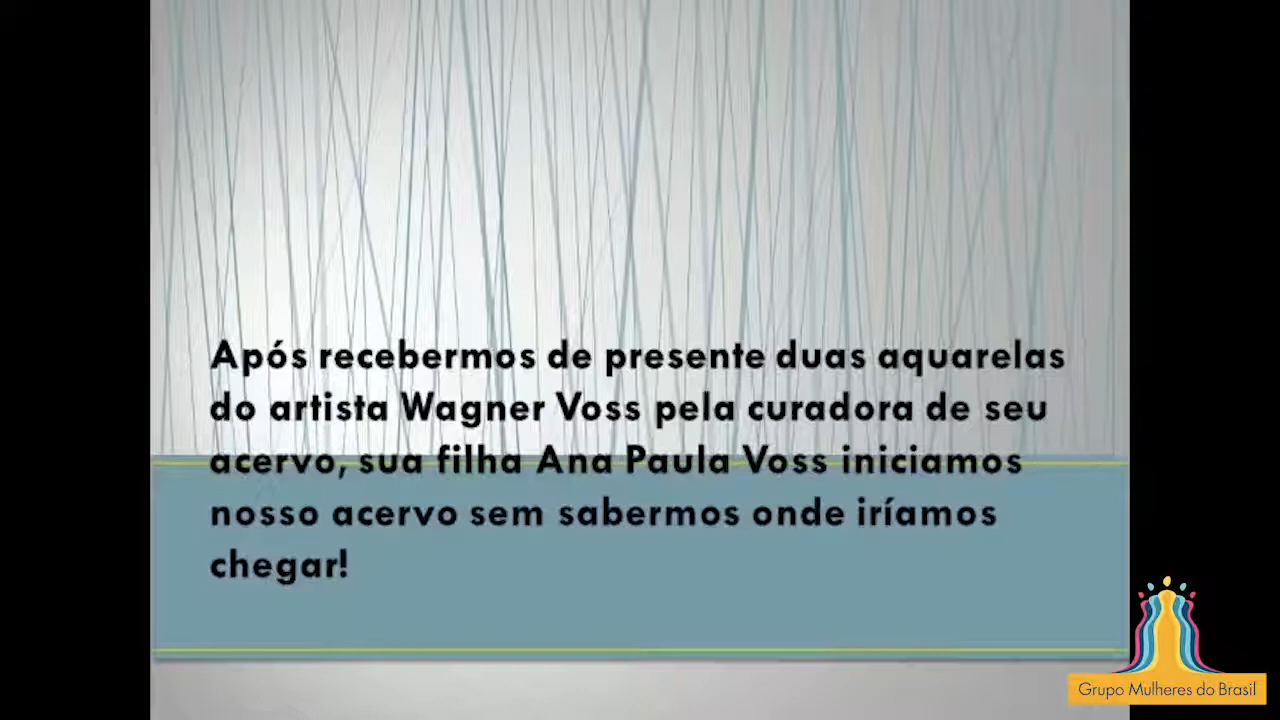 Após recebermos de presente duas aquarelas
do artista Wagner Voss pela curadora de seu
acervo, sua filha Ana Paula Voss iniciamos
nosso acervo sem sabermos onde iríamos
chegar!
Grupo Mulheres do Brasil